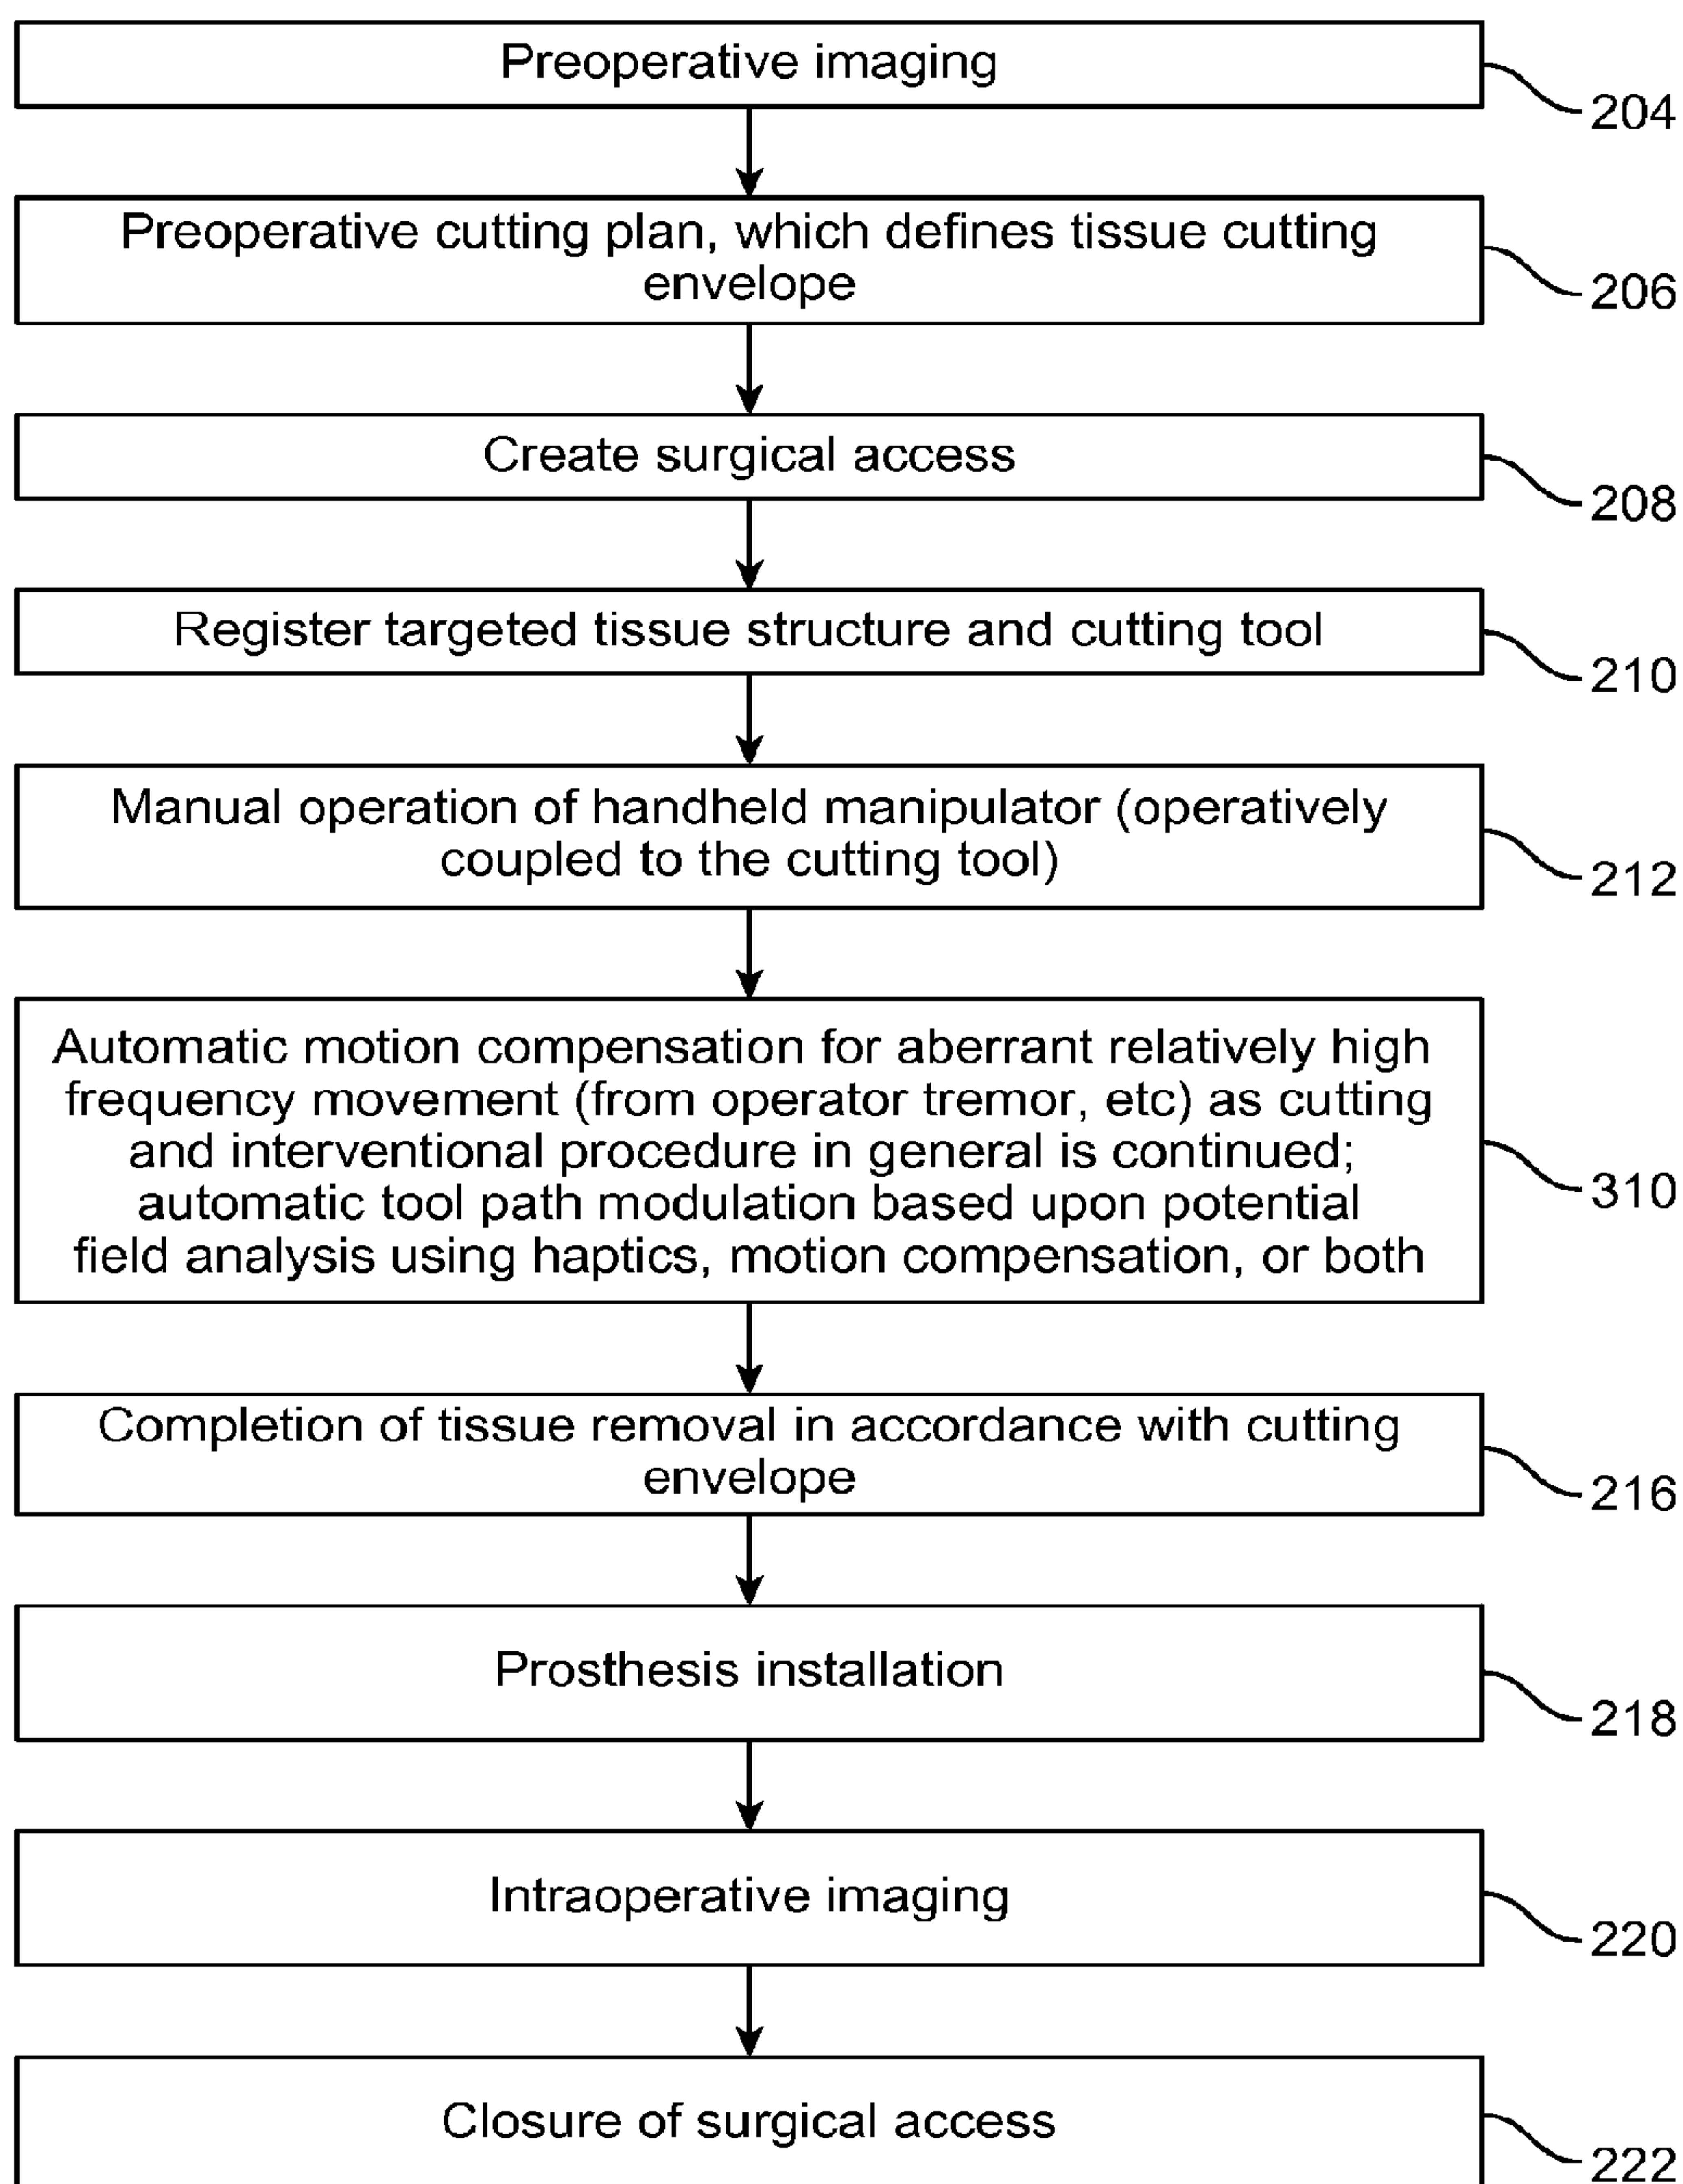 Preoperative imaging
204
Preoperative cutting plan, which defines tissue cutting
envelope
206
Create surgical access
208
Register targeted tissue structure and cutting tool
210
Manual operation of handheld manipulator (operatively
coupled to the cutting tool)
212
Automatic motion compensation for aberrant relatively high
frequency movement (from operator tremor, etc) as cutting
and interventional procedure in general is continued;
automatic tool path modulation based upon potential
field analysis using haptics, motion compensation, or both
310
Completion of tissue removal in accordance with cutting
envelope
216
Prosthesis installation
218
Intraoperative imaging
220
Closure of surgical access
222